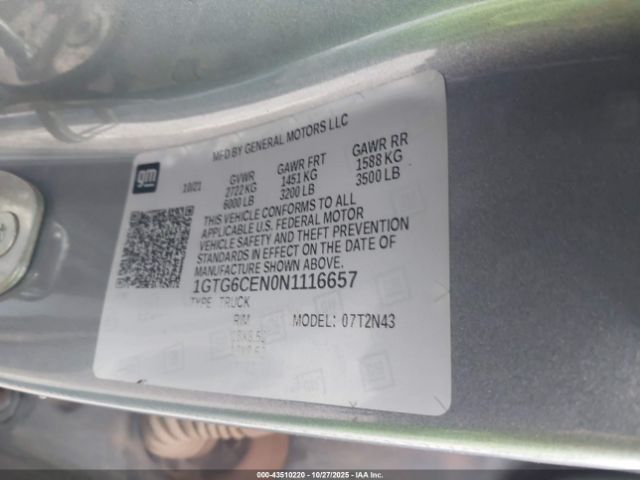 MFD BY GENERAL MOTORS LLC
gm
10/21
GVWR GAWR FRT GAWR RR
2722 KG 1451 KG 1588 KG
6000 LB 3200 LB 3500 LB
THIS VEHICLE CONFORMS TO ALL
APPLICABLE U.S. FEDERAL MOTOR
VEHICLE SAFETY AND THEFT PREVENTION
STANDARDS IN EFFECT ON THE DATE OF
MANUFACTURE SHOWN ABOVE.
1GTG6CEN0N1116657
TYPE: TRUCK
RIM MODEL: 07T2N43
000-43510220 | 10/27/2025 | IAA Inc.